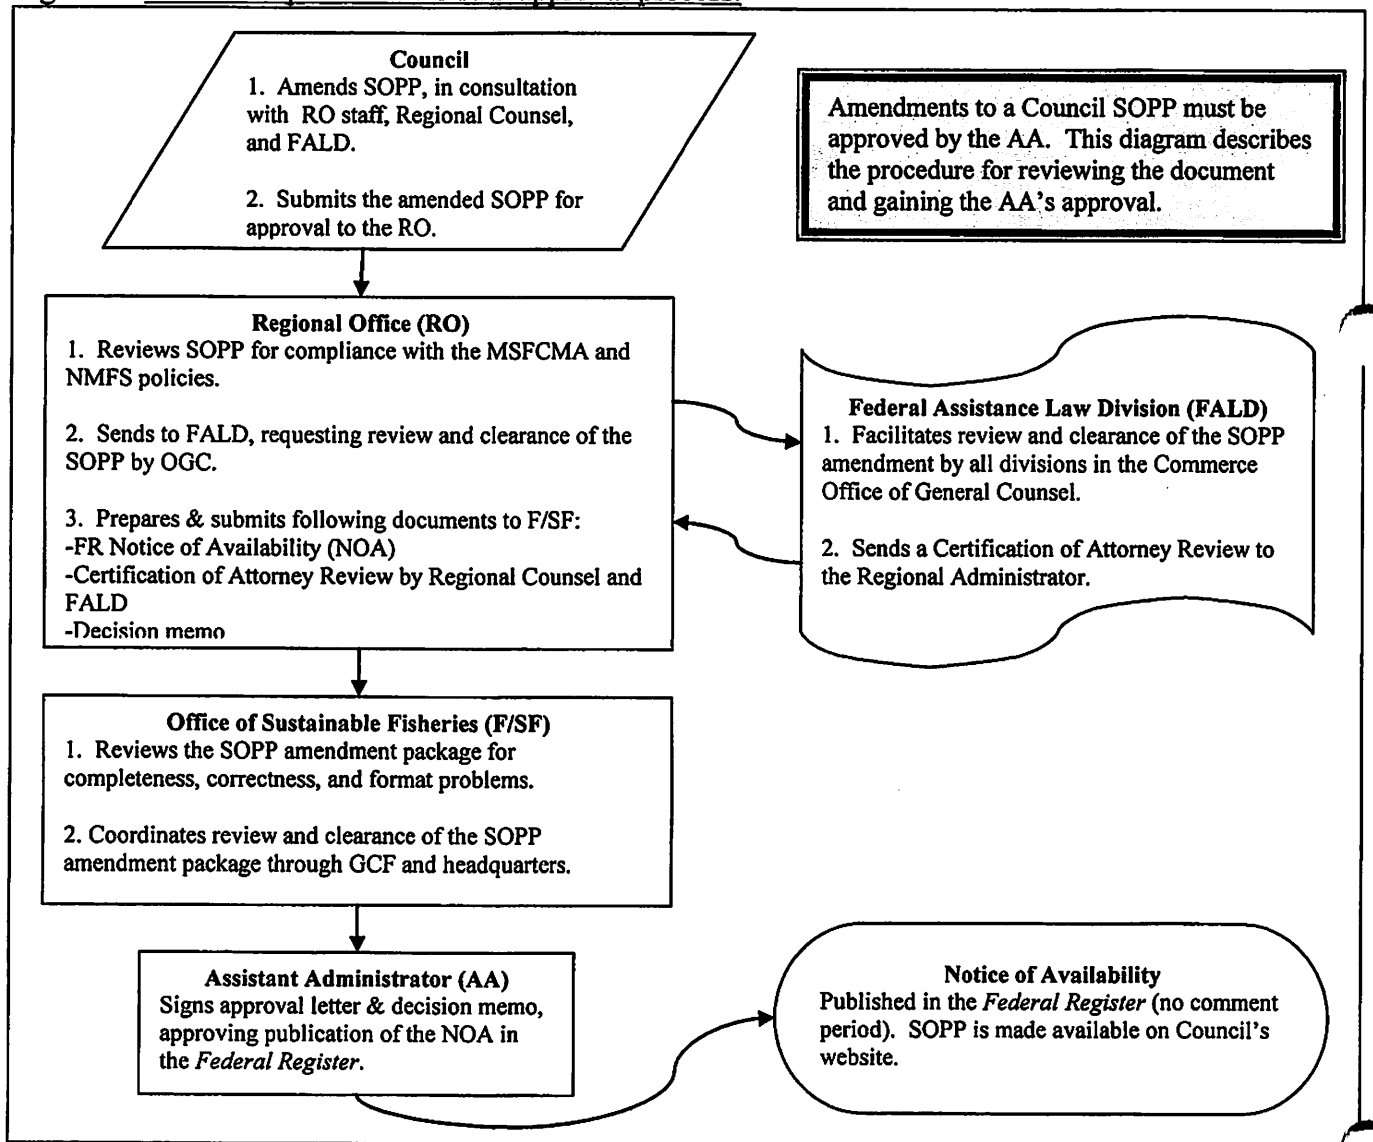 Council
1. Amends SOPP, in consultation
with RO staff, Regional Counsel,
and FALD.
2. Submits the amended SOPP for
approval to the RO.
Amendments to a Council SOPP must be
approved by the AA. This diagram describes
the procedure for reviewing the document
and gaining the AA's approval.
Regional Office (RO)
1. Reviews SOPP for compliance with the MSFCMA and
NMFS policies.
2. Sends to FALD, requesting review and clearance of the
SOPP by OGC.
3. Prepares & submits following documents to F/SF:
-FR Notice of Availability (NOA)
-Certification of Attorney Review by Regional Counsel and
FALD
-Decision memo
Federal Assistance Law Division (FALD)
1. Facilitates review and clearance of the SOPP
amendment by all divisions in the Commerce
Office of General Counsel.
2. Sends a Certification of Attorney Review to
the Regional Administrator.
Office of Sustainable Fisheries (F/SF)
1. Reviews the SOPP amendment package for
completeness, correctness, and format problems.
2. Coordinates review and clearance of the SOPP
amendment package through GCF and headquarters.
Assistant Administrator (AA)
Signs approval letter & decision memo,
approving publication of the NOA in
the Federal Register.
Notice of Availability
Published in the Federal Register (no comment
period). SOPP is made available on Council's
website.